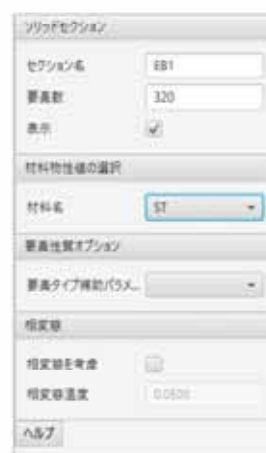 ソリッドセクション
セクション名 EB1
要素数 320
表示
材料物性値の選択
材料名 ST
要素性質オプション
要素タイプ補助パラメ...
相変態
相変態を考慮
相変態温度 0.0500
ヘルプ